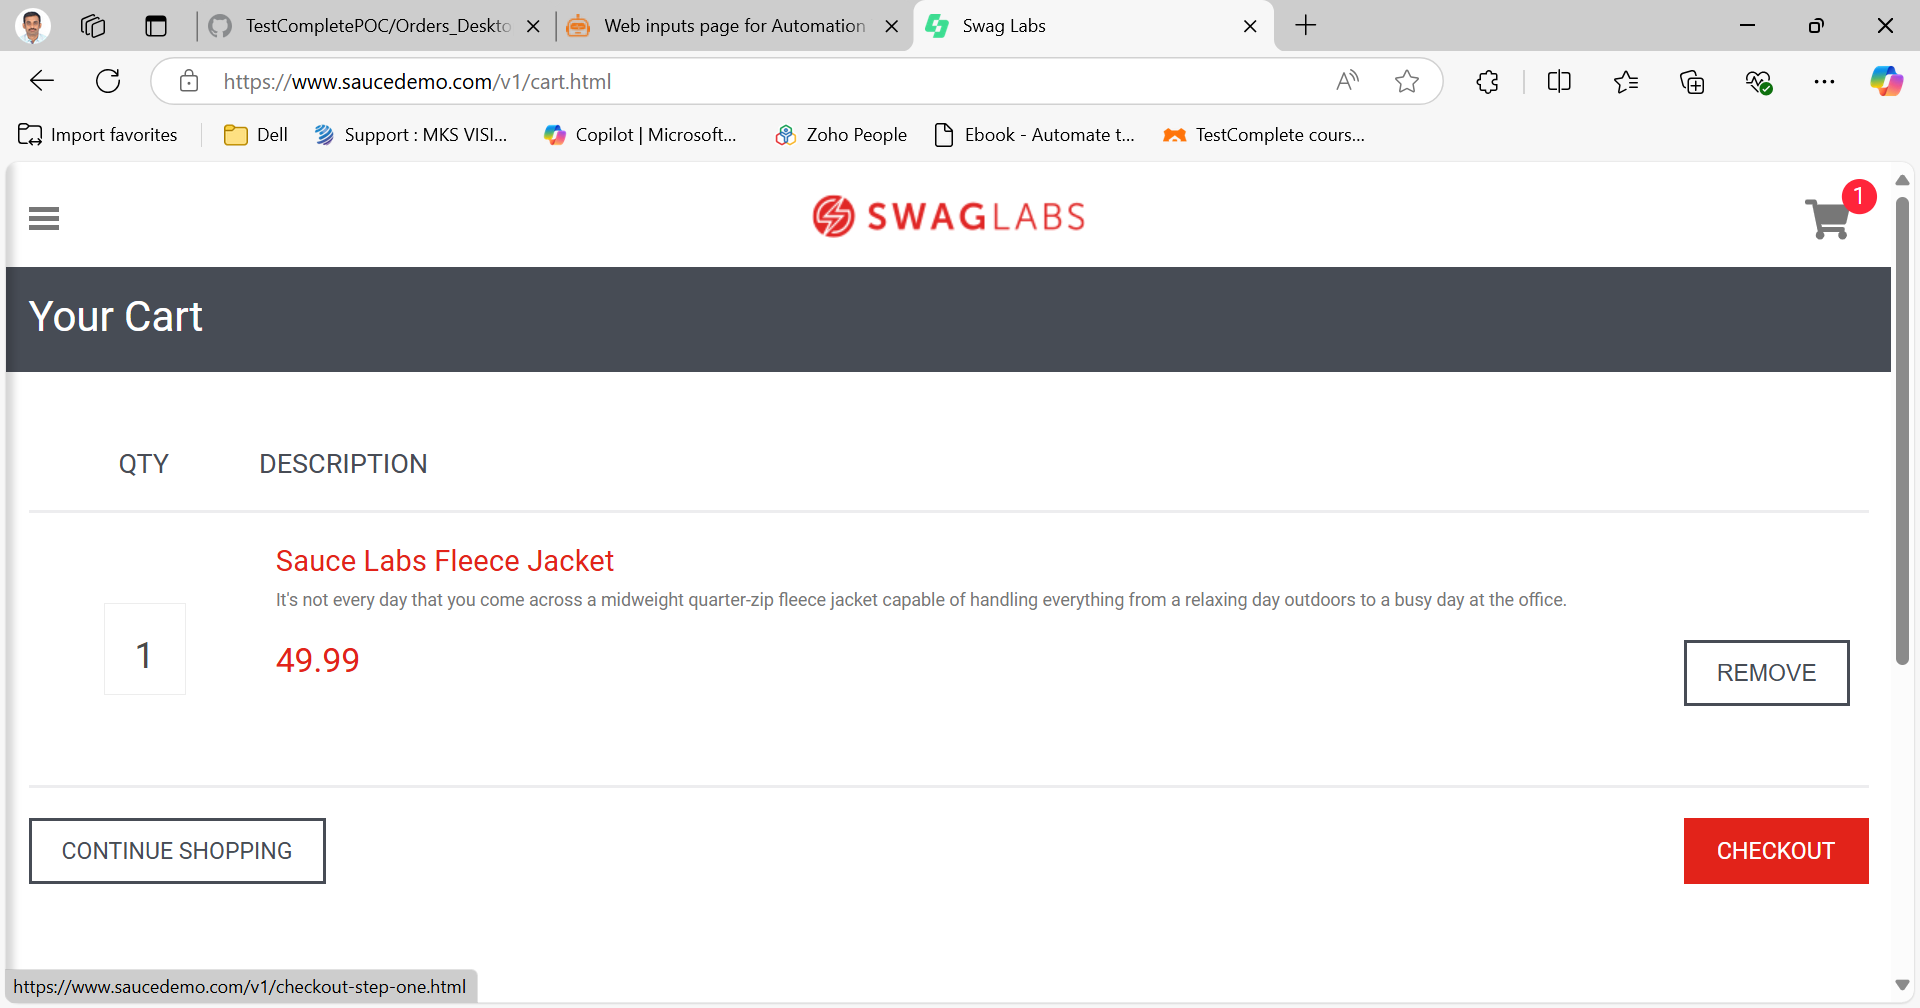 TestCompletePOC/Orders_Deskto
Web inputs page for Automation
Swag Labs
https://www.saucedemo.com/v1/cart.html
Import favorites
Dell
Support : MKS VISI...
Copilot | Microsoft...
Zoho People
Ebook - Automate t...
TestComplete cours...
SWAGLABS
1
Your Cart
QTY DESCRIPTION
Sauce Labs Fleece Jacket
It's not every day that you come across a midweight quarter-zip fleece jacket capable of handling everything from a relaxing day outdoors to a busy day at the office.
1
49.99
REMOVE
CONTINUE SHOPPING
CHECKOUT
https://www.saucedemo.com/v1/checkout-step-one.html